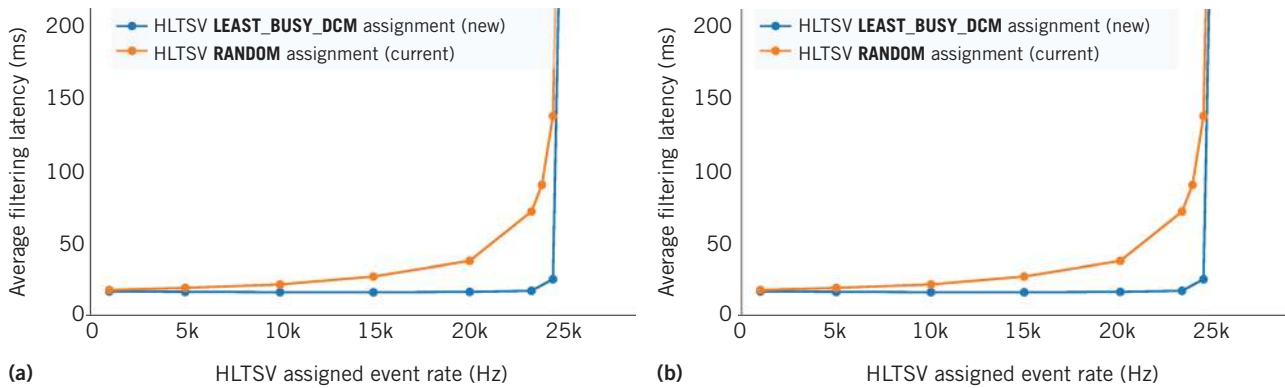 200
150
100
50
0
Average filtering latency (ms)
HLTSV LEAST_BUSY_DCM assignment (new)
HLTSV RANDOM assignment (current)
0 5k 10k 15k 20k 25k
(a) HLTSV assigned event rate (Hz)
200
150
100
50
0
Average filtering latency (ms)
HLTSV LEAST_BUSY_DCM assignment (new)
HLTSV RANDOM assignment (current)
0 5k 10k 15k 20k 25k
(b) HLTSV assigned event rate (Hz)